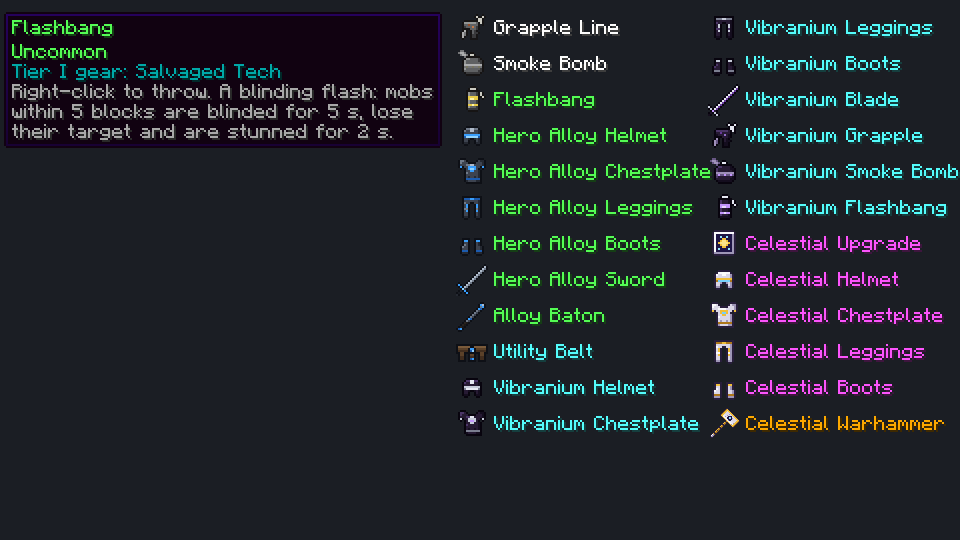 Flashbang
Uncommon
Tier I gear: Salvaged Tech
Right-click to throw. A blinding flash: mobs
within 5 blocks are blinded for 5 s, lose
their target and are stunned for 2 s.
Grapple Line
Smoke Bomb
Flashbang
Hero Alloy Helmet
Hero Alloy Chestplate
Hero Alloy Leggings
Hero Alloy Boots
Hero Alloy Sword
Alloy Baton
Utility Belt
Vibranium Helmet
Vibranium Chestplate
Vibranium Leggings
Vibranium Boots
Vibranium Blade
Vibranium Grapple
Vibranium Smoke Bomb
Vibranium Flashbang
Celestial Upgrade
Celestial Helmet
Celestial Chestplate
Celestial Leggings
Celestial Boots
Celestial Warhammer